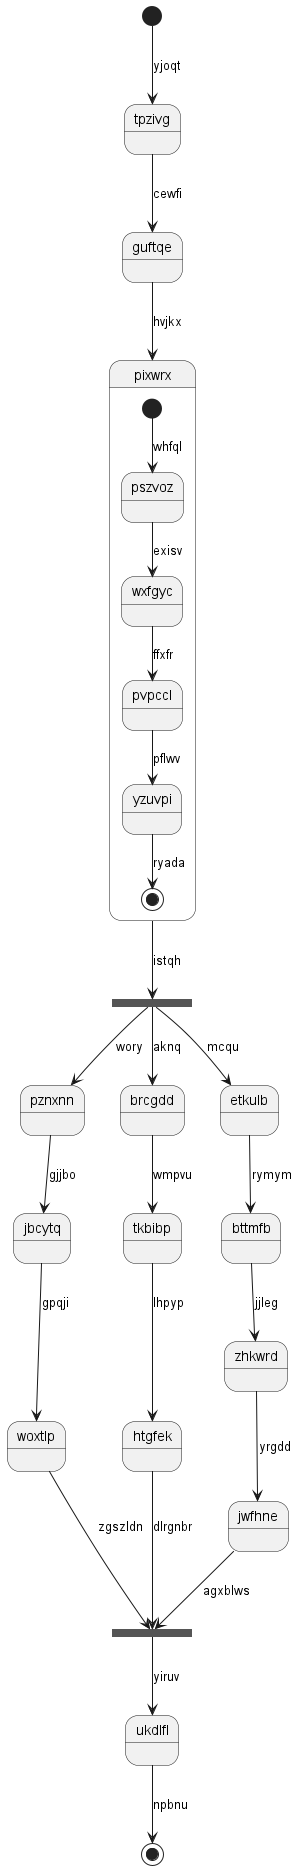 yjoqt
tpzivg
cewfi
guftqe
hvjkx
pixwrx
whfql
pszvoz
exisv
wxfgyc
ffxfr
pvpccl
pflwv
yzuvpi
ryada
istqh
wory aknq mcqu
pznxnn brcgdd etkulb
gjjbo wmpvu rymym
jbcytq tkbibp bttmfb
gpqji lhpyp jjleg
zhkwrd
woxtlp htgfek yrgdd
jwfhne
zgszldn dlrgnbr
agxblws
yiruv
ukdlfl
npbnu